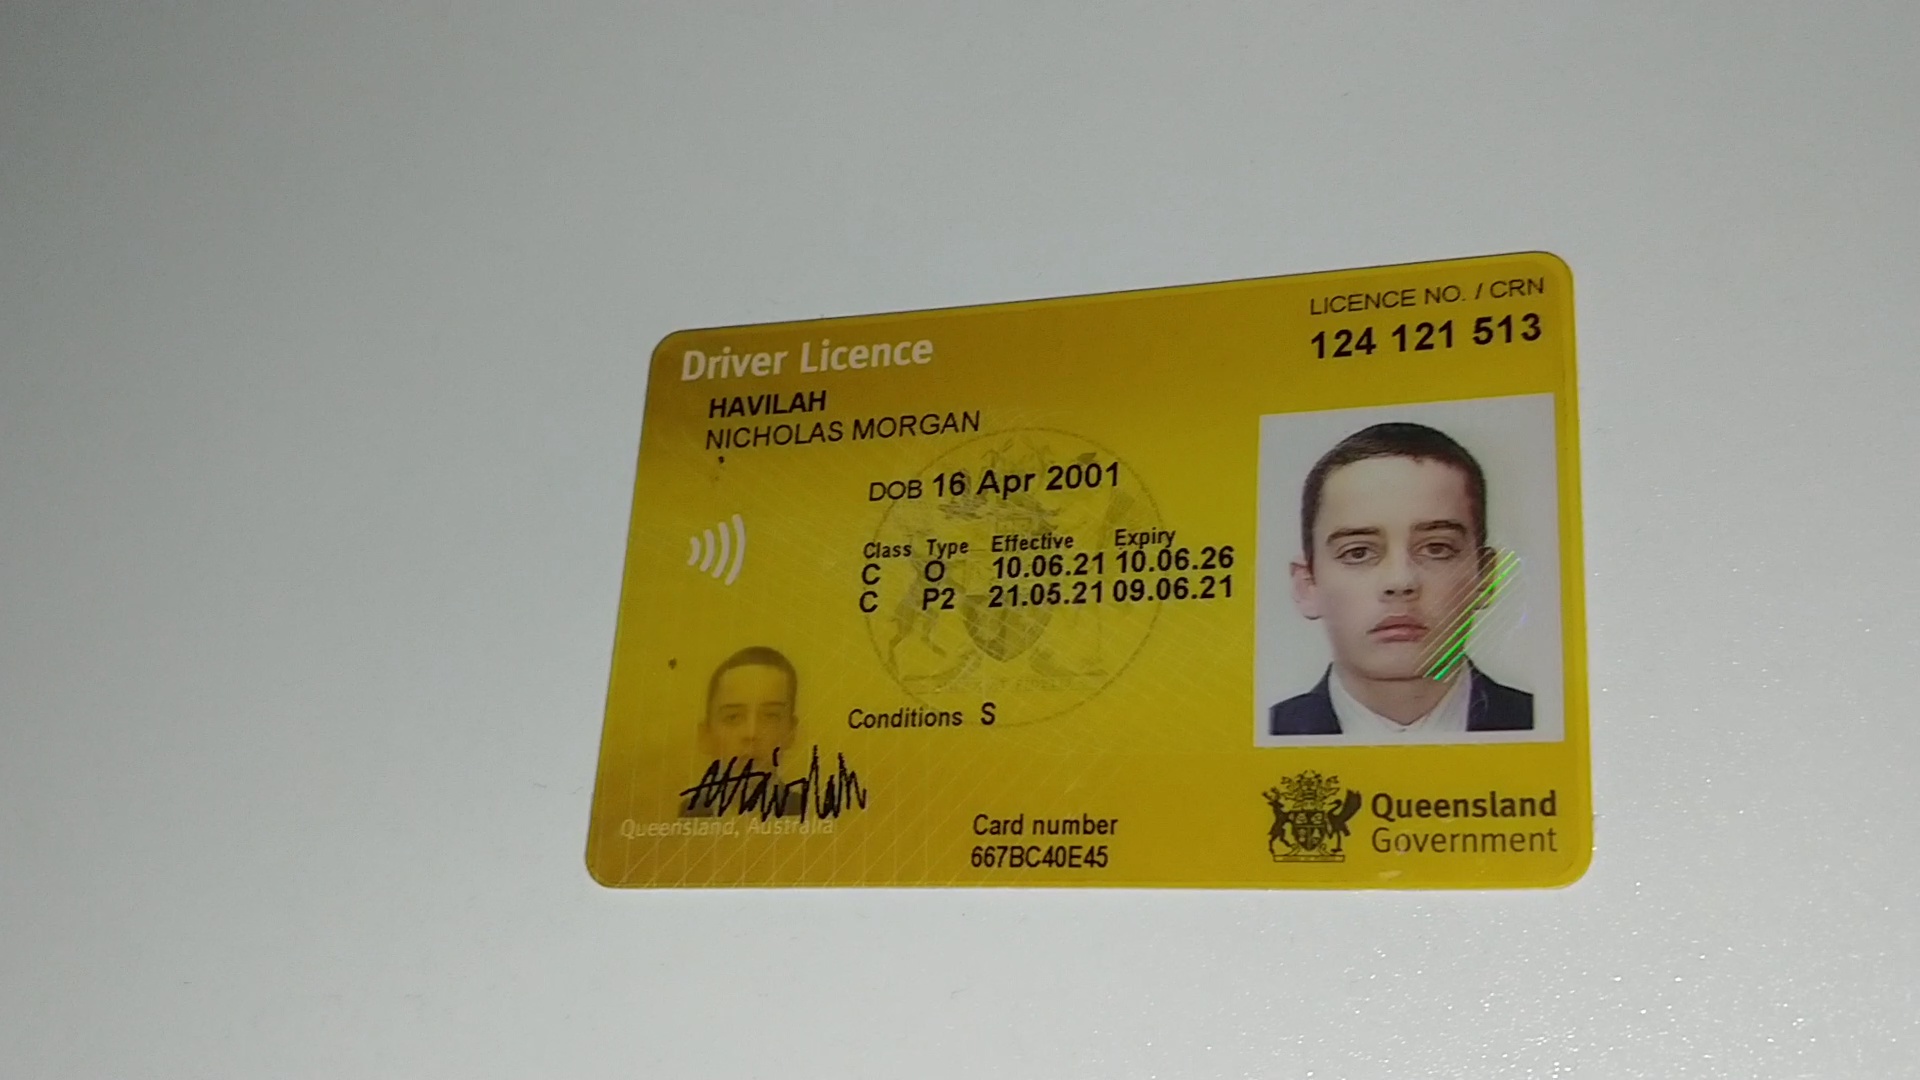 Driver Licence
LICENCE NO. / CRN
124 121 513
HAVILAH
NICHOLAS MORGAN
DOB 16 Apr 2001
Class Type Effective Expiry
C O 10.06.21 10.06.26
C P2 21.05.21 09.06.21
Conditions S
Havilah
Queensland, Australia
Card number
667BC40E45
Queensland
Government